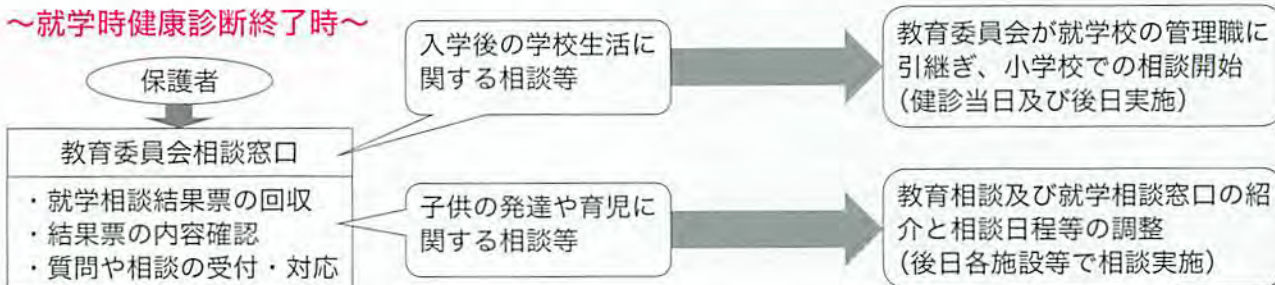 ～就学時健康診断終了時～
保護者
教育委員会相談窓口
・就学相談結果票の回収
・結果票の内容確認
・質問や相談の受付・対応
入学後の学校生活に
関する相談等
教育委員会が就学校の管理職に
引継ぎ、小学校での相談開始
（健診当日及び後日実施）
子供の発達や育児に
関する相談等
教育相談及び就学相談窓口の紹
介と相談日程等の調整
（後日各施設等で相談実施）